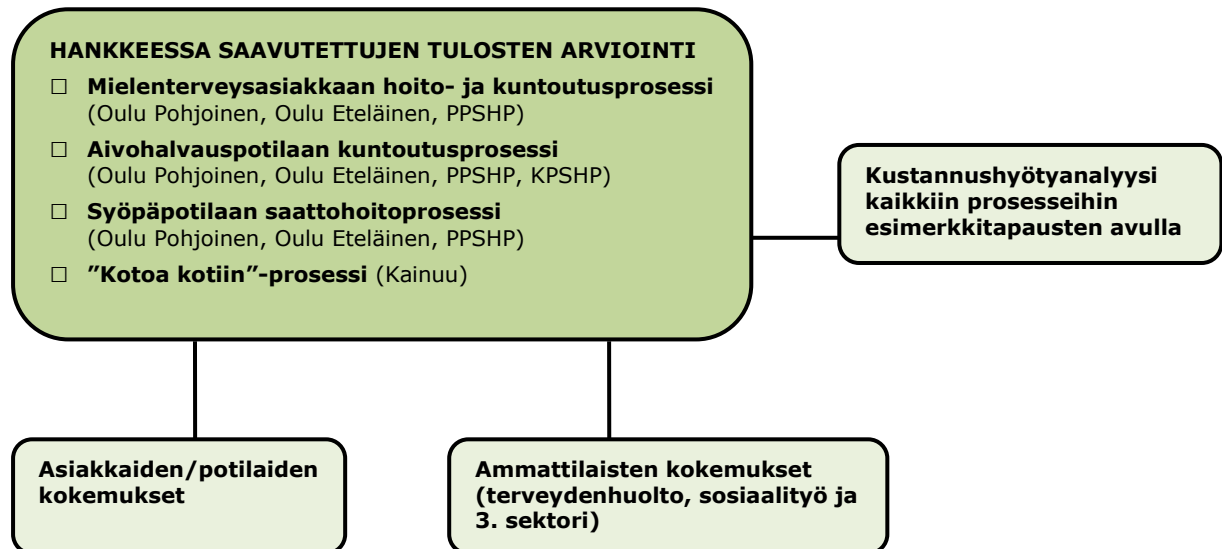 HANKKEESSA SAAVUTETTUJEN TULOSTEN ARVIOINTI
□ Mielenterveysasiakkaan hoito- ja kuntoutusprosessi
(Oulu Pohjoinen, Oulu Eteläinen, PPSHP)
□ Aivohalvauspotilaan kuntoutusprosessi
(Oulu Pohjoinen, Oulu Eteläinen, PPSHP, KPSHP)
□ Syöpäpotilaan saattohoitoprosessi
(Oulu Pohjoinen, Oulu Eteläinen, PPSHP)
□ ”Kotoa kotiin”-prosessi (Kainuu)
Kustannushyötyanalyysi
kaikkiin prosesseihin
esimerkkitapausten avulla
Asiakkaiden/potilaiden
kokemukset
Ammattilaisten kokemukset
(terveydenhuolto, sosiaalityö ja
3. sektori)